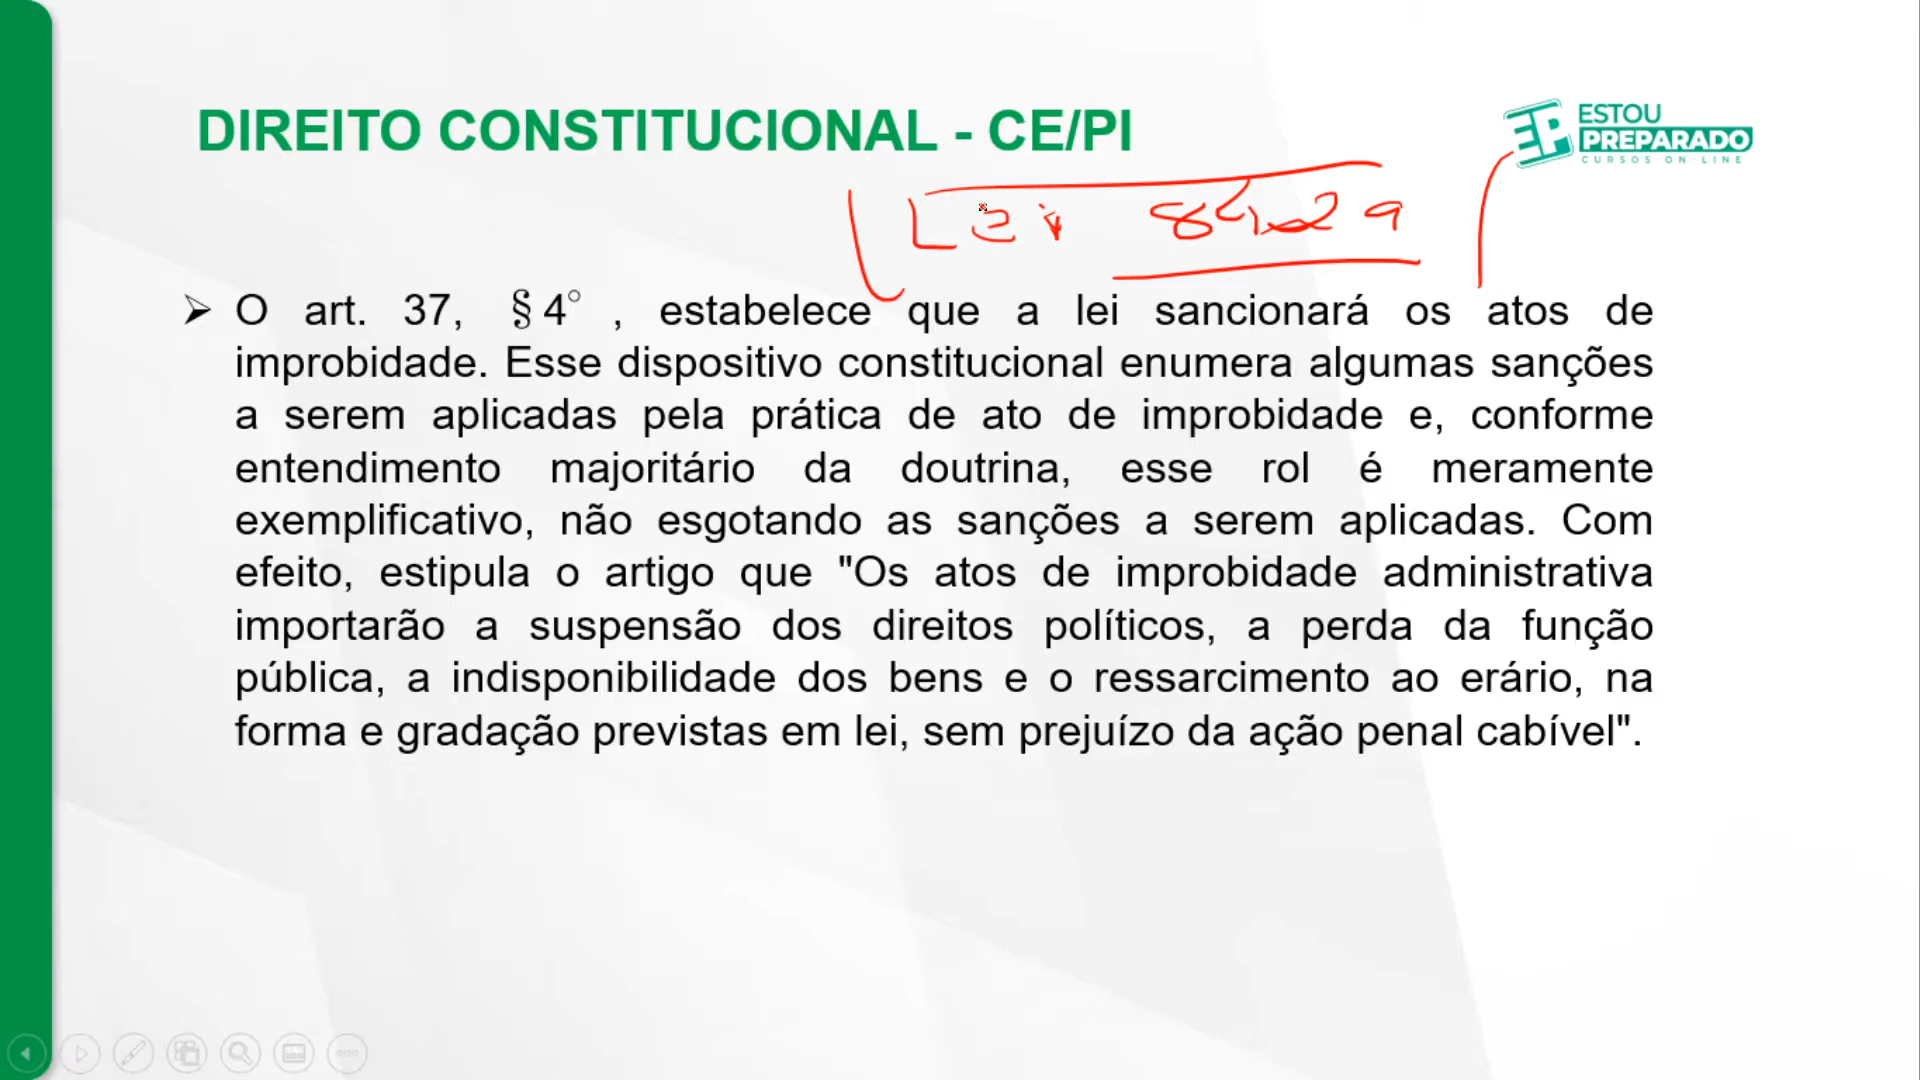 DIREITO CONSTITUCIONAL - CE/PI
ESTOU
PREPARADO
CURSOS ON-LINE
EP
Lei 8429
➢ O art. 37, § 4° , estabelece que a lei sancionará os atos de
improbidade. Esse dispositivo constitucional enumera algumas sanções
a serem aplicadas pela prática de ato de improbidade e, conforme
entendimento majoritário da doutrina, esse rol é meramente
exemplificativo, não esgotando as sanções a serem aplicadas. Com
efeito, estipula o artigo que "Os atos de improbidade administrativa
importarão a suspensão dos direitos políticos, a perda da função
pública, a indisponibilidade dos bens e o ressarcimento ao erário, na
forma e gradação previstas em lei, sem prejuízo da ação penal cabível".